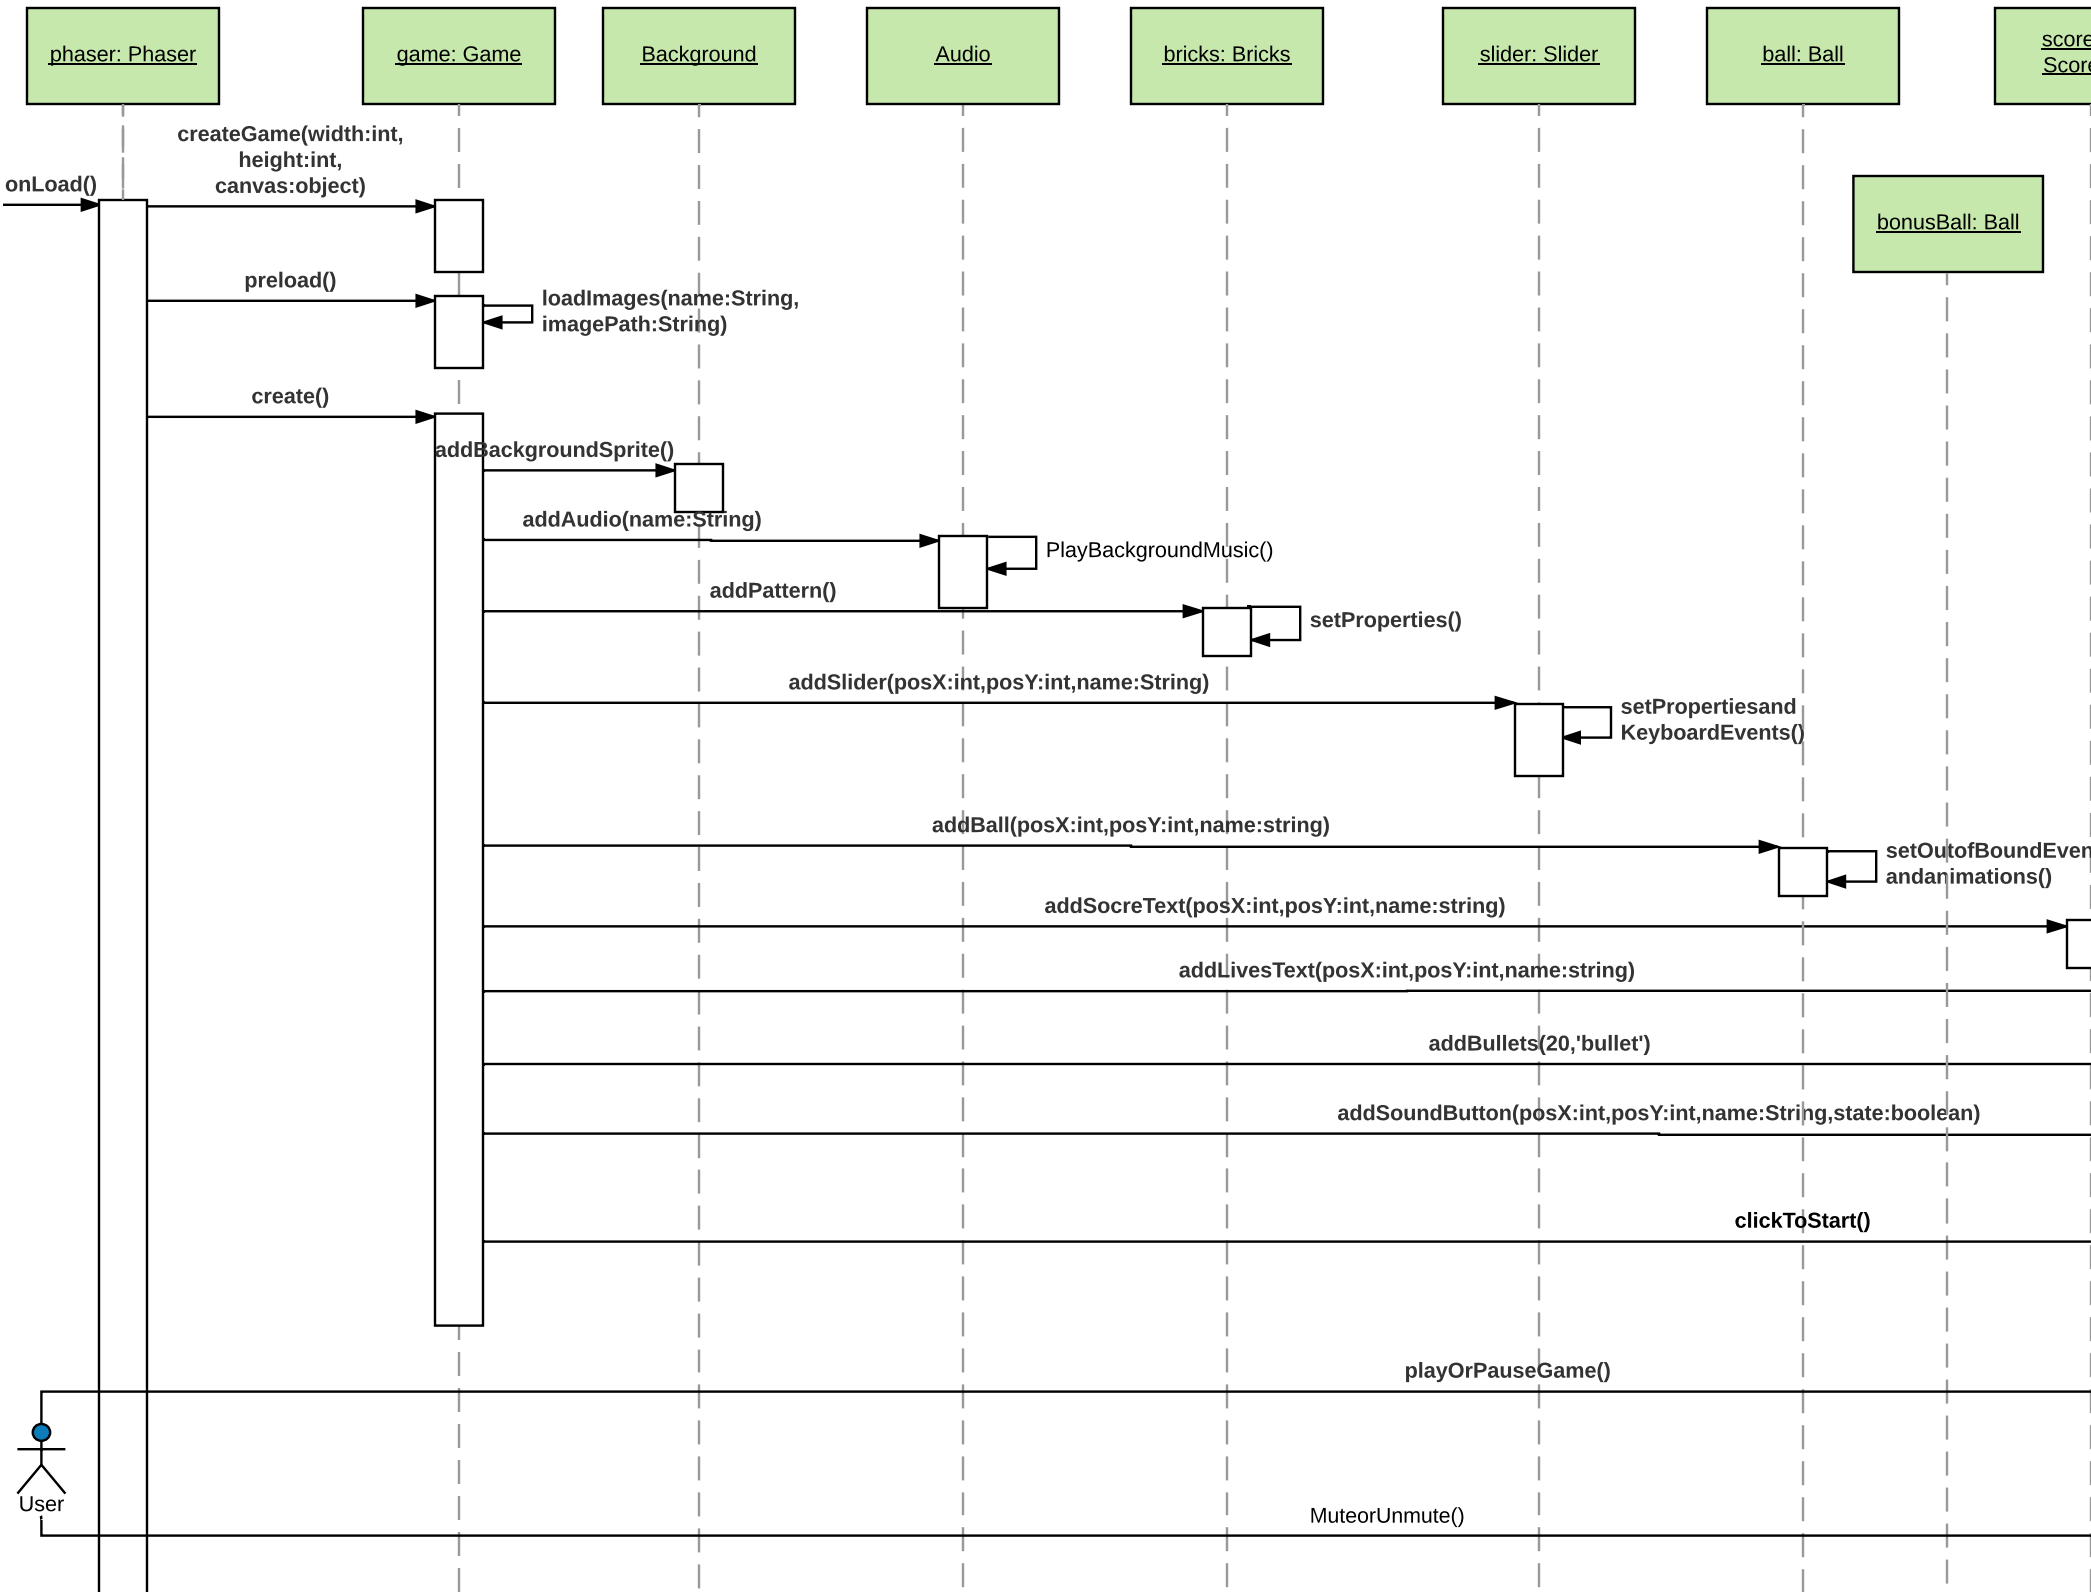 phaser: Phaser
game: Game
Background
Audio
bricks: Bricks
slider: Slider
ball: Ball
score
Score
createGame(width:int,
height:int,
canvas:object)
onLoad()
bonusBall: Ball
preload()
loadImages(name:String,
imagePath:String)
create()
addBackgroundSprite()
addAudio(name:String)
PlayBackgroundMusic()
addPattern()
setProperties()
addSlider(posX:int,posY:int,name:String)
setPropertiesand
KeyboardEvents()
addBall(posX:int,posY:int,name:string)
setOutofBoundEven
andanimations()
addSocreText(posX:int,posY:int,name:string)
addLivesText(posX:int,posY:int,name:string)
addBullets(20,'bullet')
addSoundButton(posX:int,posY:int,name:String,state:boolean)
clickToStart()
playOrPauseGame()
User
MuteorUnmute()